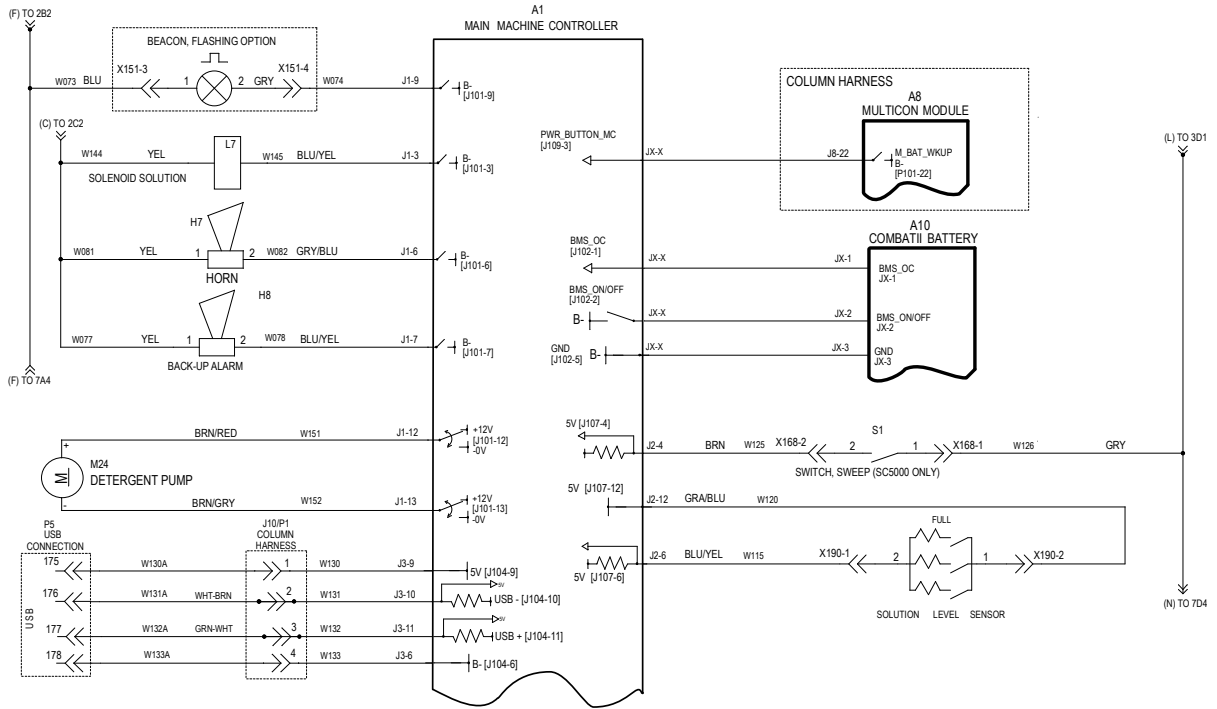 (F) TO 2B2
A1
MAIN MACHINE CONTROLLER
BEACON, FLASHING OPTION
X151-3
X151-4
W073 BLU
1
2
GRY
W074
J1-9
B-
[J101-9]
(C) TO 2C2
W144
YEL
L7
W145
BLU/YEL
J1-3
B-
[J101-3]
SOLENOID SOLUTION
H7
W081
YEL
1
2
W082
GRY/BLU
J1-6
B-
[J101-6]
HORN
H8
W077
YEL
1
2
W078
BLU/YEL
J1-7
B-
[J101-7]
BACK-UP ALARM
(F) TO 7A4
COLUMN HARNESS
A8
MULTICON MODULE
PWR_BUTTON_MC
[J109-3]
JX-X
J8-22
M_BAT_WKUP
B-
[P101-22]
(L) TO 3D1
A10
COMBATII BATTERY
BMS_OC
[J102-1]
JX-X
JX-1
BMS_OC
JX-1
BMS_ON/OFF
[J102-2]
B-
JX-X
JX-2
BMS_ON/OFF
JX-2
GND
[J102-5]
B-
JX-X
JX-3
GND
JX-3
+
BRN/RED
W151
J1-12
+12V
[J101-12]
-0V
M
M24
DETERGENT PUMP
-
BRN/GRY
W152
J1-13
+12V
[J101-13]
-0V
5V [J107-4]
J2-4
BRN
W125
X168-2
2
S1
1
X168-1
W126
GRY
SWITCH, SWEEP (SC5000 ONLY)
5V [J107-12]
J2-12
GRA/BLU
W120
FULL
J2-6
BLU/YEL
W115
X190-1
2
1
X190-2
5V [J107-6]
SOLUTION LEVEL SENSOR
(N) TO 7D4
P5
USB
CONNECTION
J10/P1
COLUMN
HARNESS
USB
175
W130A
1
W130
J3-9
5V [J104-9]
176
W131A
WHT-BRN
2
W131
J3-10
5V
USB - [J104-10]
177
W132A
GRN-WHT
3
W132
J3-11
5V
USB + [J104-11]
178
W133A
4
W133
J3-6
B- [J104-6]